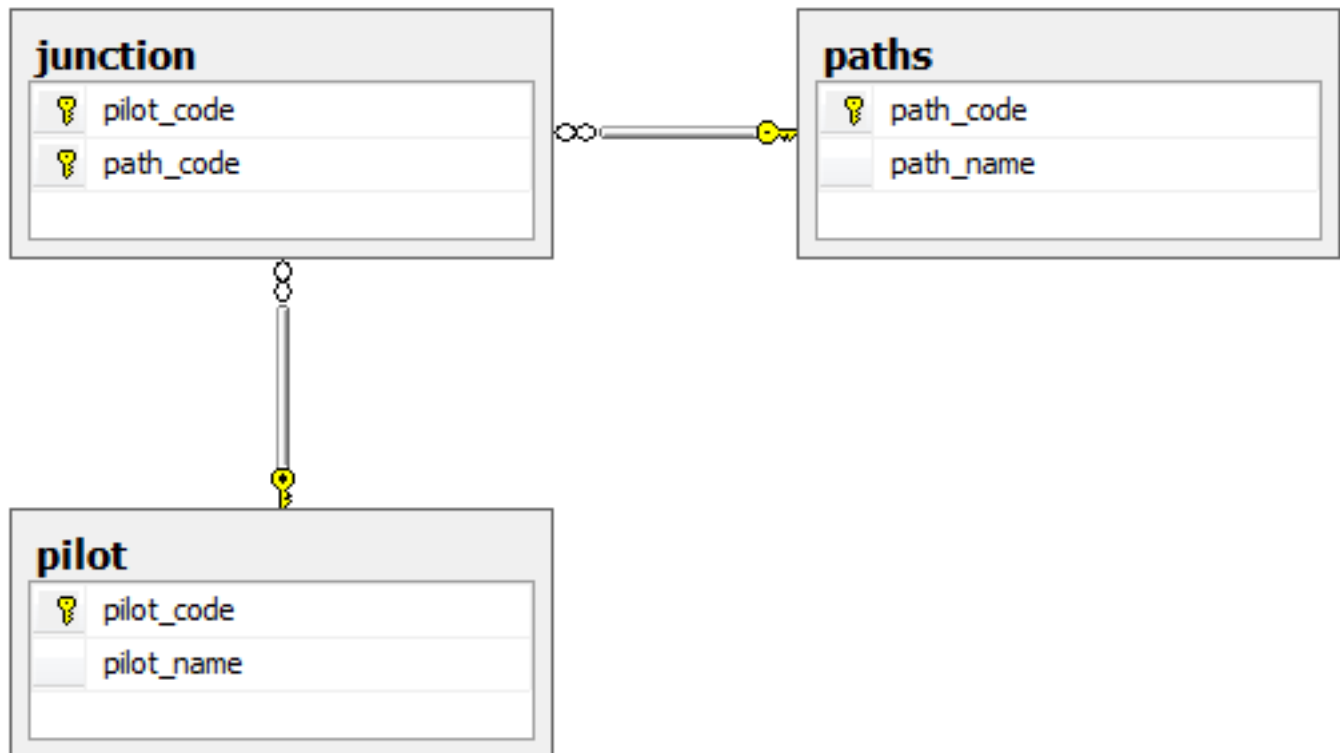 junction
pilot_code
path_code
paths
path_code
path_name
pilot
pilot_code
pilot_name